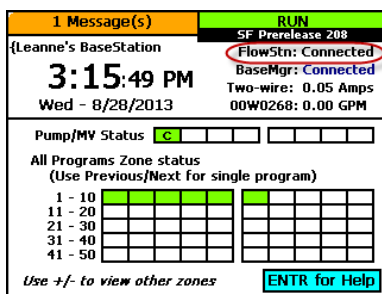 1 Message(s)
RUN
SF Prerelease 208
{Leanne's BaseStation
FlowStn: Connected
3:15:49 PM
BaseMgr: Connected
Two-wire: 0.05 Amps
Wed - 8/28/2013
00W0268: 0.00 GPM
Pump/MV Status C
All Programs Zone status
(Use Previous/Next for single program)
1 - 10
11 - 20
21 - 30
31 - 40
41 - 50
Use +/- to view other zones
ENTR for Help